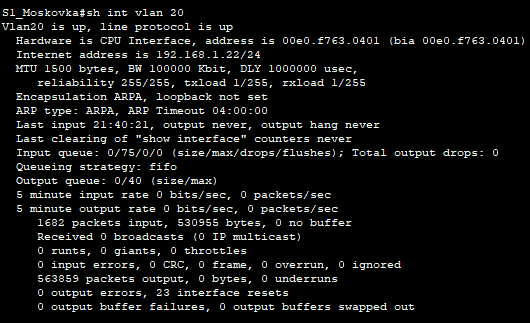 S1_Moskovka#sh int vlan 20
Vlan20 is up, line protocol is up
Hardware is CPU Interface, address is 00e0.f763.0401 (bia 00e0.f763.0401)
Internet address is 192.168.1.22/24
MTU 1500 bytes, BW 100000 Kbit, DLY 1000000 usec,
reliability 255/255, txload 1/255, rxload 1/255
Encapsulation ARPA, loopback not set
ARP type: ARPA, ARP Timeout 04:00:00
Last input 21:40:21, output never, output hang never
Last clearing of "show interface" counters never
Input queue: 0/75/0/0 (size/max/drops/flushes); Total output drops: 0
Queueing strategy: fifo
Output queue: 0/40 (size/max)
5 minute input rate 0 bits/sec, 0 packets/sec
5 minute output rate 0 bits/sec, 0 packets/sec
1682 packets input, 530955 bytes, 0 no buffer
Received 0 broadcasts (0 IP multicast)
0 runts, 0 giants, 0 throttles
0 input errors, 0 CRC, 0 frame, 0 overrun, 0 ignored
563859 packets output, 0 bytes, 0 underruns
0 output errors, 23 interface resets
0 output buffer failures, 0 output buffers swapped out